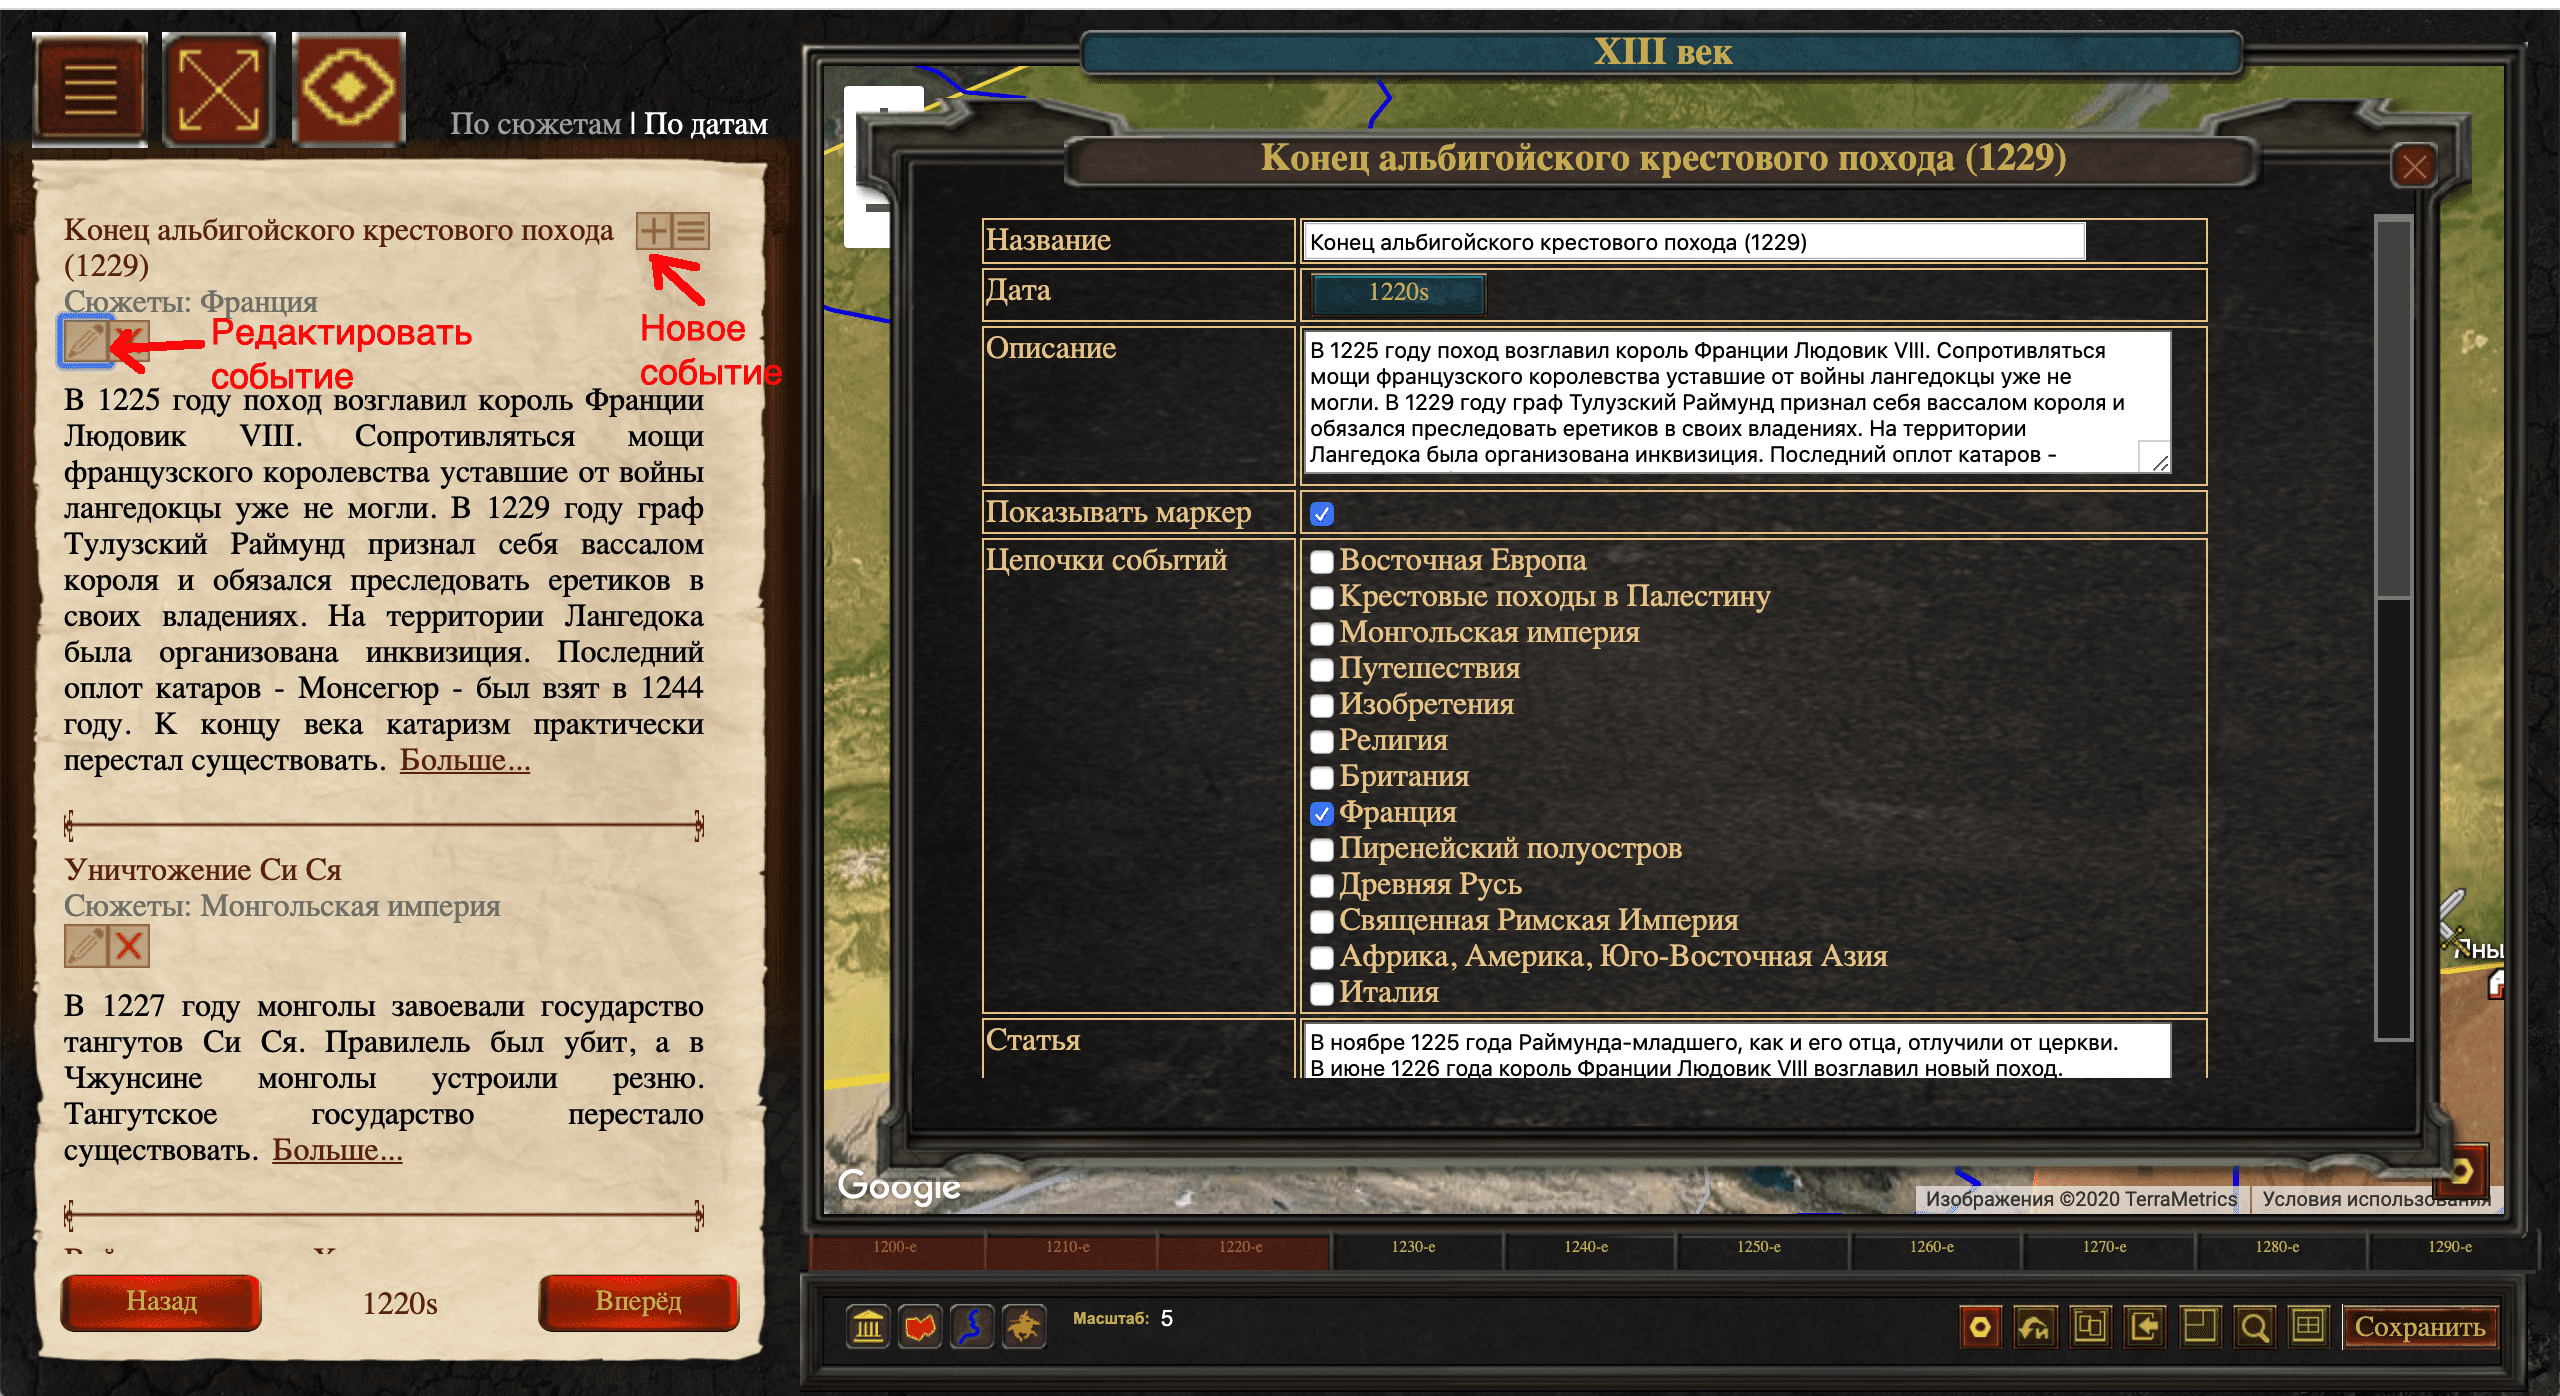 По сюжетам | По датам
Конец альбигойского крестового похода
(1229)
Сюжеты: Франция
Редактировать
событие
Новое
событие
В 1225 году поход возглавил король Франции
Людовик VIII. Сопротивляться мощи
французского королевства уставшие от войны
лангедокцы уже не могли. В 1229 году граф
Тулузский Раймунд признал себя вассалом
короля и обязался преследовать еретиков в
своих владениях. На территории Лангедока
была организована инквизиция. Последний
оплот катаров - Монсегюр - был взят в 1244
году. К концу века катаризм практически
перестал существовать. Больше...
Уничтожение Си Ся
Сюжеты: Монгольская империя
В 1227 году монголы завоевали государство
тангутов Си Ся. Правилель был убит, а в
Чжунсине монголы устроили резню.
Тангутское государство перестало
существовать. Больше...
Назад
1220s
Вперёд
XIII век
Конец альбигойского крестового похода (1229)
Название
Конец альбигойского крестового похода (1229)
Дата
1220s
Описание
В 1225 году поход возглавил король Франции Людовик VIII. Сопротивляться
мощи французского королевства уставшие от войны лангедокцы уже не
могли. В 1229 году граф Тулузский Раймунд признал себя вассалом короля и
обязался преследовать еретиков в своих владениях. На территории
Лангедока была организована инквизиция. Последний оплот катаров -
Показывать маркер
Цепочки событий
Восточная Европа
Крестовые походы в Палестину
Монгольская империя
Путешествия
Изобретения
Религия
Британия
Франция
Пиренейский полуостров
Древняя Русь
Священная Римская Империя
Африка, Америка, Юго-Восточная Азия
Италия
Статья
В ноябре 1225 года Раймунда-младшего, как и его отца, отлучили от церкви.
В июне 1226 года король Франции Людовик VIII возглавил новый поход.
Google
Изображения ©2020 TerraMetrics
Условия использования
1200-е
1210-е
1220-е
1230-е
1240-е
1250-е
1260-е
1270-е
1280-е
1290-е
Масштаб: 5
Сохранить